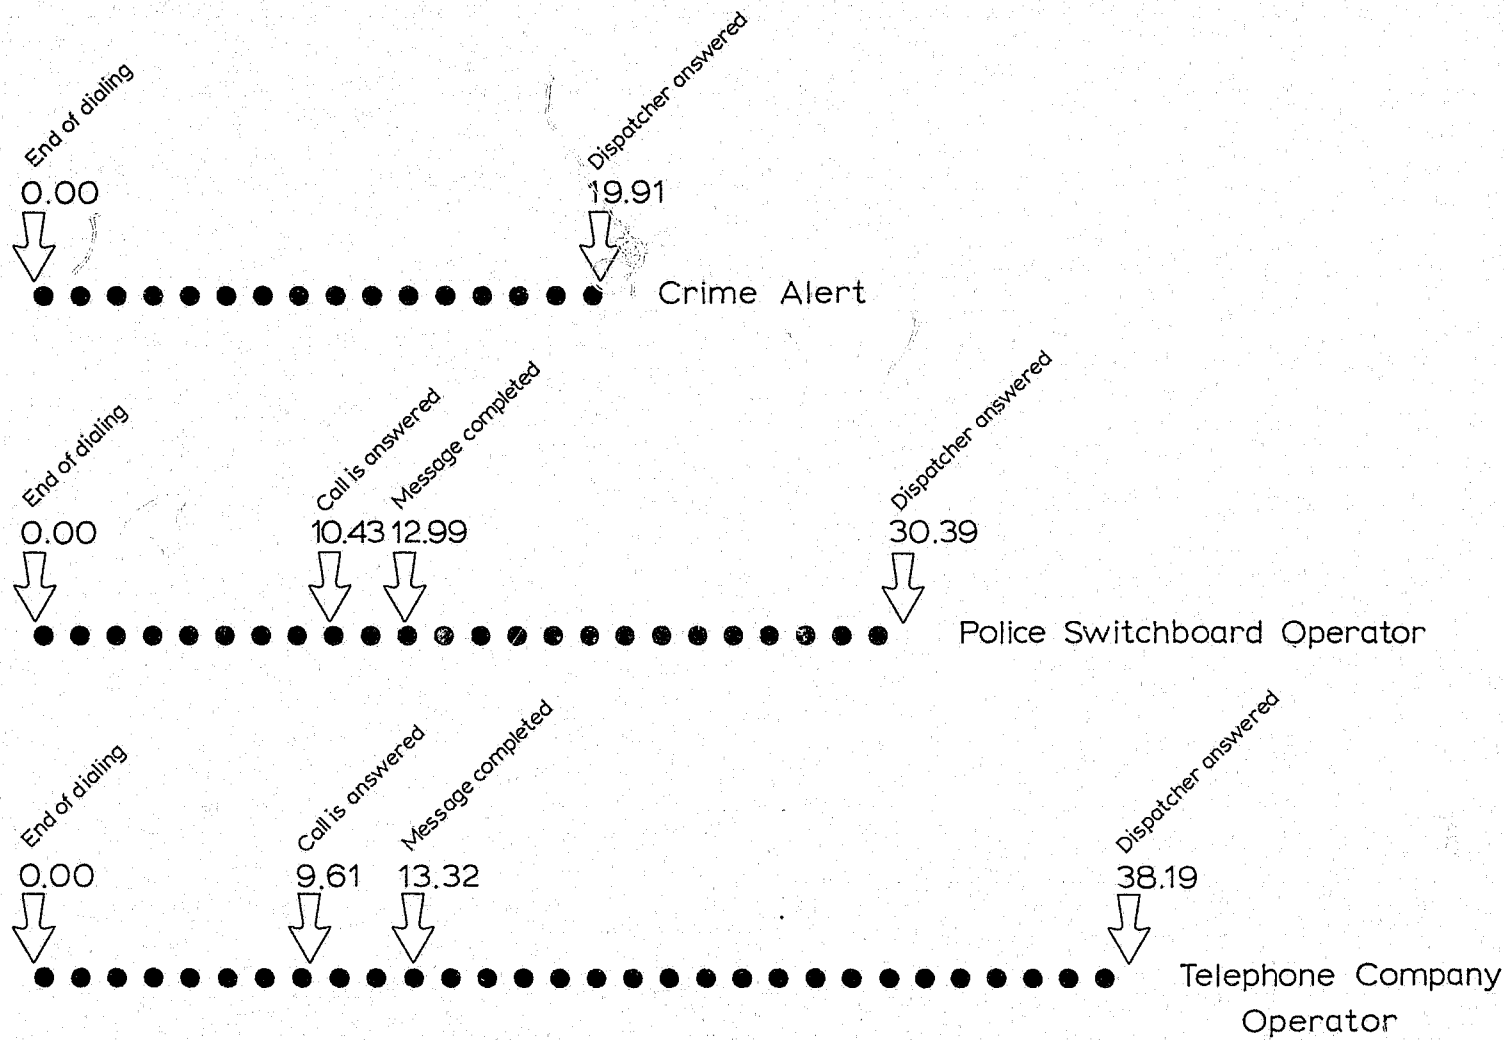 End of dialing
Dispatcher answered
0.00
19.91
Crime Alert
End of dialing
Call is answered
Message completed
Dispatcher answered
0.00
10.43
12.99
30.39
Police Switchboard Operator
End of dialing
Call is answered
Message completed
Dispatcher answered
0.00
9.61
13.32
38.19
Telephone Company
Operator